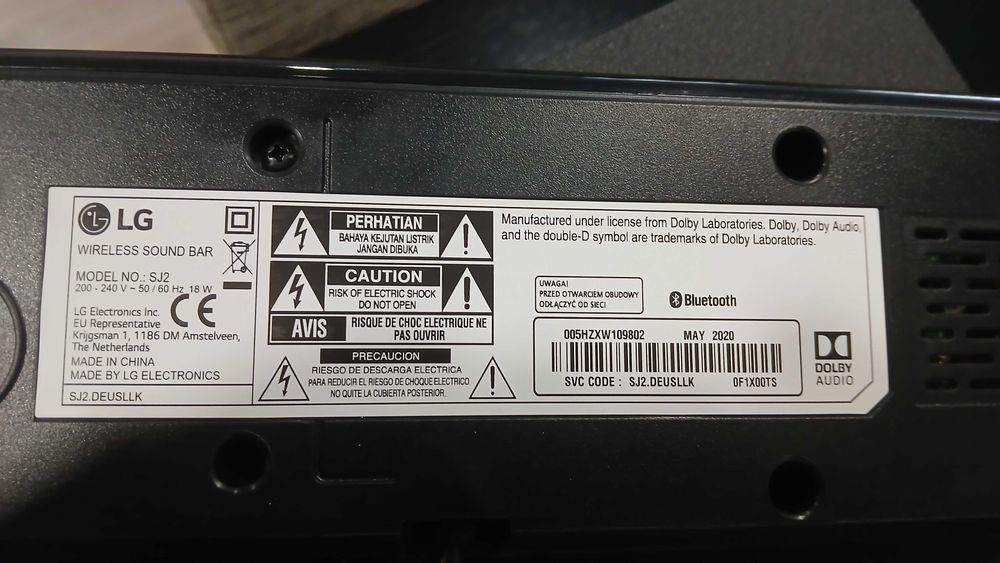 LG
WIRELESS SOUND BAR
MODEL NO.: SJ2
200 - 240 V ~ 50 / 60 Hz 18 W
LG Electronics Inc.
EU Representative
Krijgsman 1, 1186 DM Amstelveen,
The Netherlands
MADE IN CHINA
MADE BY LG ELECTRONICS
SJ2.DEUSLLK
CE
PERHATIAN
BAHAYA KEJUTAN LISTRIK
JANGAN DIBUKA
CAUTION
RISK OF ELECTRIC SHOCK
DO NOT OPEN
AVIS
RISQUE DE CHOC ELECTRIQUE NE
PAS OUVRIR
PRECAUCION
RIESGO DE DESCARGA ELECTRICA
PARA REDUCIR EL RIESGO DE CHOQUE ELECTRICO
NO QUITE LA CUBIERTA POSTERIOR.
Manufactured under license from Dolby Laboratories. Dolby, Dolby Audio,
and the double-D symbol are trademarks of Dolby Laboratories.
UWAGA!
PRZED OTWARCIEM OBUDOWY
ODŁĄCZYĆ OD SIECI
Bluetooth
005HZXW109802 MAY 2020
SVC CODE : SJ2.DEUSLLK 0F1X00TS
DOLBY
AUDIO